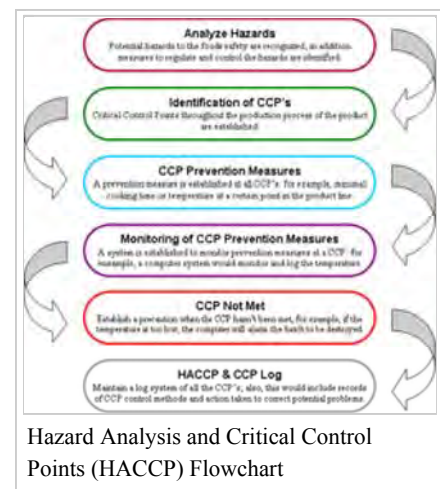 Analyze Hazards
Potential hazards to the foods safety are recognized, in addition
measures to regulate and control the hazards are identified.
Identification of CCP's
Critical Control Points throughout the production process of the product
are established.
CCP Prevention Measures
A prevention measure is established at all CCP's: for example, minimal
cooking time or temperature at a certain point in the product line.
Monitoring of CCP Prevention Measures
A system is established to monitor prevention measures at a CCP: for
example, a computer system would monitor and log the temperature.
CCP Not Met
Establish a precaution when the CCP hasn't been met, for example, if the
temperature is too low, the computer will alarm the batch to be destroyed.
HACCP & CCP Log
Maintain a log system of all the CCP's, also, this would include records
of CCP control methods and action taken to correct potential problems.
Hazard Analysis and Critical Control
Points (HACCP) Flowchart